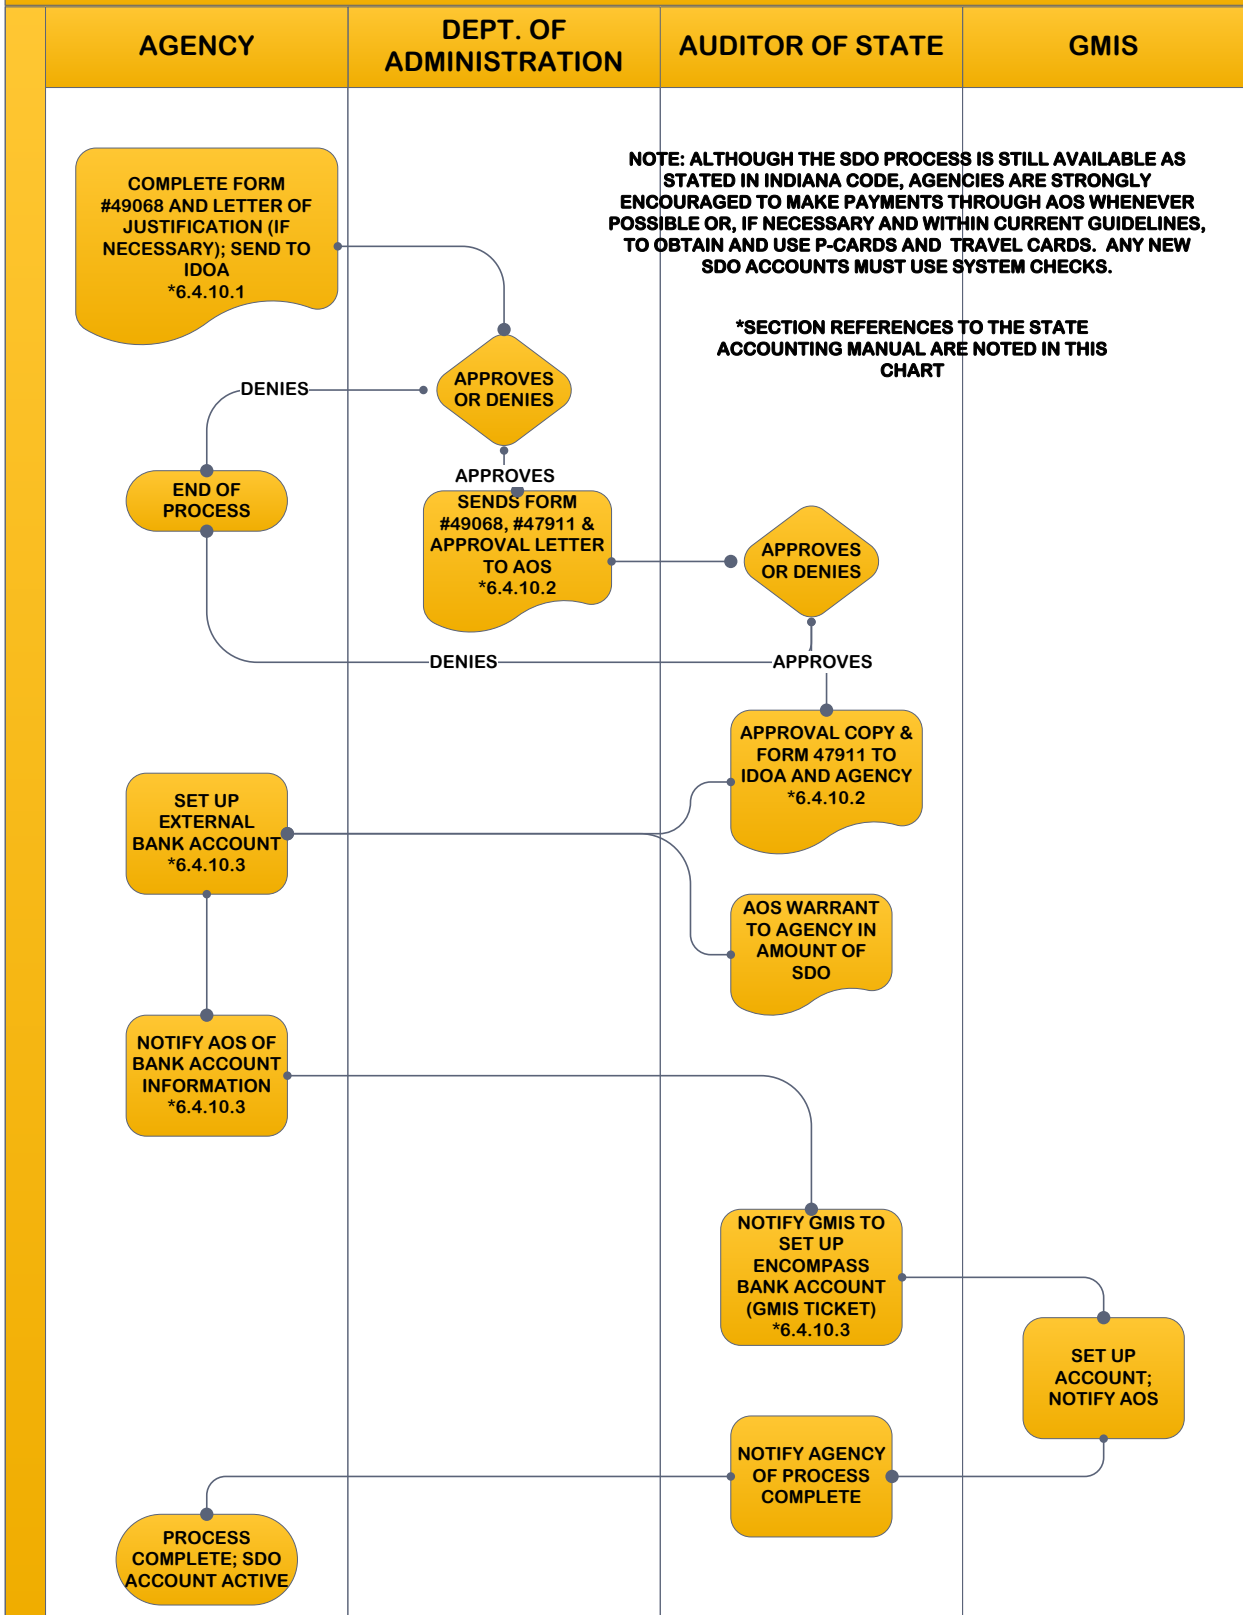 AGENCY
DEPT. OF
ADMINISTRATION
AUDITOR OF STATE
GMIS
COMPLETE FORM
#49068 AND LETTER OF
JUSTIFICATION (IF
NECESSARY); SEND TO
IDOA
*6.4.10.1
NOTE: ALTHOUGH THE SDO PROCESS IS STILL AVAILABLE AS
STATED IN INDIANA CODE, AGENCIES ARE STRONGLY
ENCOURAGED TO MAKE PAYMENTS THROUGH AOS WHENEVER
POSSIBLE OR, IF NECESSARY AND WITHIN CURRENT GUIDELINES,
TO OBTAIN AND USE P-CARDS AND TRAVEL CARDS. ANY NEW
SDO ACCOUNTS MUST USE SYSTEM CHECKS.
*SECTION REFERENCES TO THE STATE
ACCOUNTING MANUAL ARE NOTED IN THIS
CHART
APPROVES
OR DENIES
DENIES
END OF
PROCESS
APPROVES
SENDS FORM
#49068, #47911 &
APPROVAL LETTER
TO AOS
*6.4.10.2
APPROVES
OR DENIES
DENIES
APPROVES
APPROVAL COPY &
FORM 47911 TO
IDOA AND AGENCY
*6.4.10.2
SET UP
EXTERNAL
BANK ACCOUNT
*6.4.10.3
AOS WARRANT
TO AGENCY IN
AMOUNT OF
SDO
NOTIFY AOS OF
BANK ACCOUNT
INFORMATION
*6.4.10.3
NOTIFY GMIS TO
SET UP
ENCOMPASS
BANK ACCOUNT
(GMIS TICKET)
*6.4.10.3
SET UP
ACCOUNT;
NOTIFY AOS
NOTIFY AGENCY
OF PROCESS
COMPLETE
PROCESS
COMPLETE; SDO
ACCOUNT ACTIVE